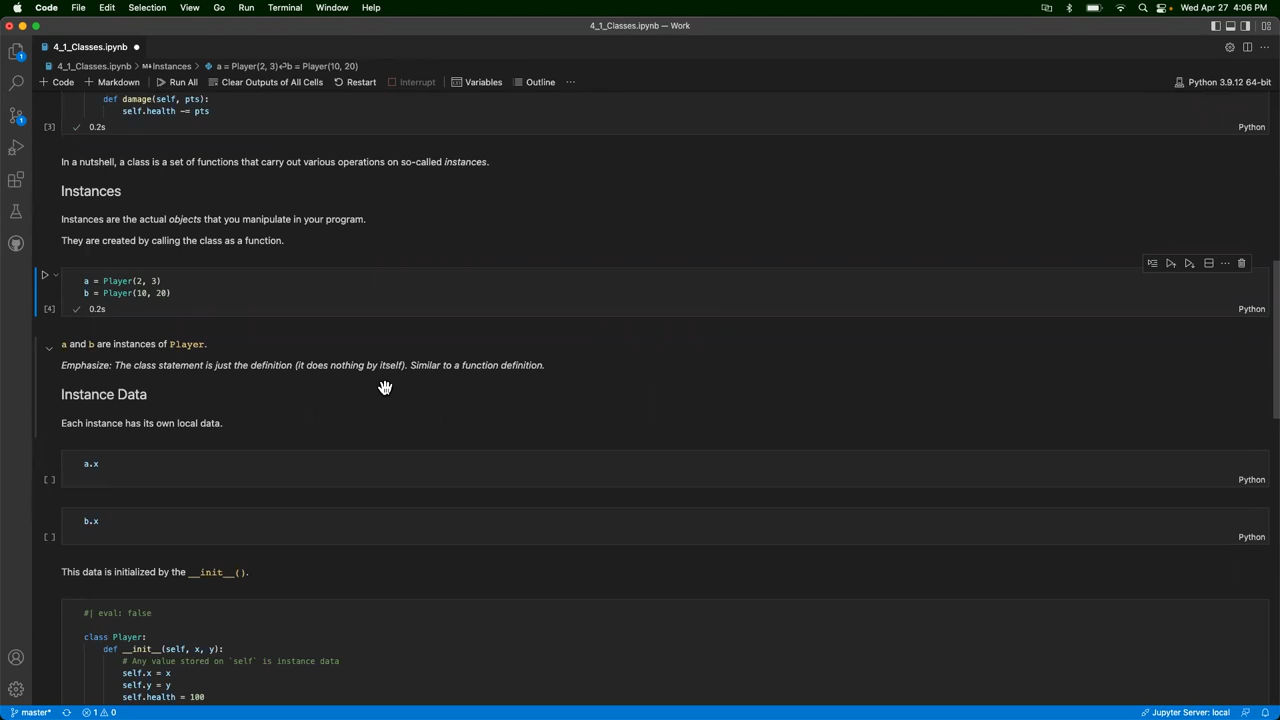 Code File Edit Selection View Go Run Terminal Window Help Wed Apr 27 4:06 PM
4_1_Classes.ipynb — Work
4_1_Classes.ipynb ●
4_1_Classes.ipynb > M↓Instances > a = Player(2, 3)↵b = Player(10, 20)
+ Code + Markdown Run All Clear Outputs of All Cells Restart Interrupt Variables Outline ··· Python 3.9.12 64-bit
def damage(self, pts):
self.health -= pts
[3] ✓ 0.2s Python
In a nutshell, a class is a set of functions that carry out various operations on so-called instances.
Instances
Instances are the actual objects that you manipulate in your program.
They are created by calling the class as a function.
a = Player(2, 3)
b = Player(10, 20)
[4] ✓ 0.2s Python
a and b are instances of Player.
Emphasize: The class statement is just the definition (it does nothing by itself). Similar to a function definition.
Instance Data
Each instance has its own local data.
a.x
[ ] Python
b.x
[ ] Python
This data is initialized by the __init__().
#| eval: false
class Player:
def __init__(self, x, y):
# Any value stored on `self` is instance data
self.x = x
self.y = y
self.health = 100
1
1
master* 1 0 Jupyter Server: local